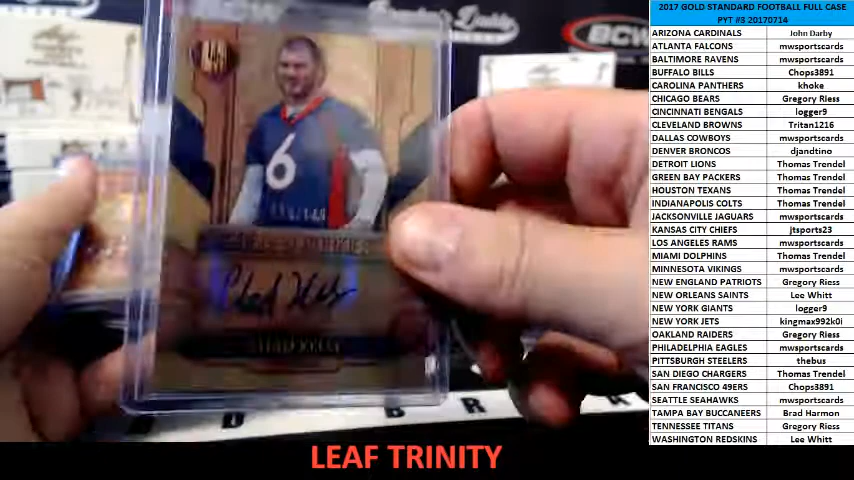 2017 GOLD STANDARD FOOTBALL FULL CASE
PYT #3 20170714
ARIZONA CARDINALS John Darby
ATLANTA FALCONS mwsportscards
BALTIMORE RAVENS mwsportscards
BUFFALO BILLS Chops3891
CAROLINA PANTHERS khoke
CHICAGO BEARS Gregory Riess
CINCINNATI BENGALS logger9
CLEVELAND BROWNS Tritan1216
DALLAS COWBOYS mwsportscards
DENVER BRONCOS djandtino
DETROIT LIONS Thomas Trendel
GREEN BAY PACKERS Thomas Trendel
HOUSTON TEXANS Thomas Trendel
INDIANAPOLIS COLTS Thomas Trendel
JACKSONVILLE JAGUARS mwsportscards
KANSAS CITY CHIEFS jtsports23
LOS ANGELES RAMS mwsportscards
MIAMI DOLPHINS Thomas Trendel
MINNESOTA VIKINGS mwsportscards
NEW ENGLAND PATRIOTS Gregory Riess
NEW ORLEANS SAINTS Lee Whitt
NEW YORK GIANTS logger9
NEW YORK JETS kingmax992k0i
OAKLAND RAIDERS Gregory Riess
PHILADELPHIA EAGLES mwsportscards
PITTSBURGH STEELERS thebus
SAN DIEGO CHARGERS Thomas Trendel
SAN FRANCISCO 49ERS Chops3891
SEATTLE SEAHAWKS mwsportscards
TAMPA BAY BUCCANEERS Brad Harmon
TENNESSEE TITANS Gregory Riess
WASHINGTON REDSKINS Lee Whitt
BCW
6
LEAF TRINITY